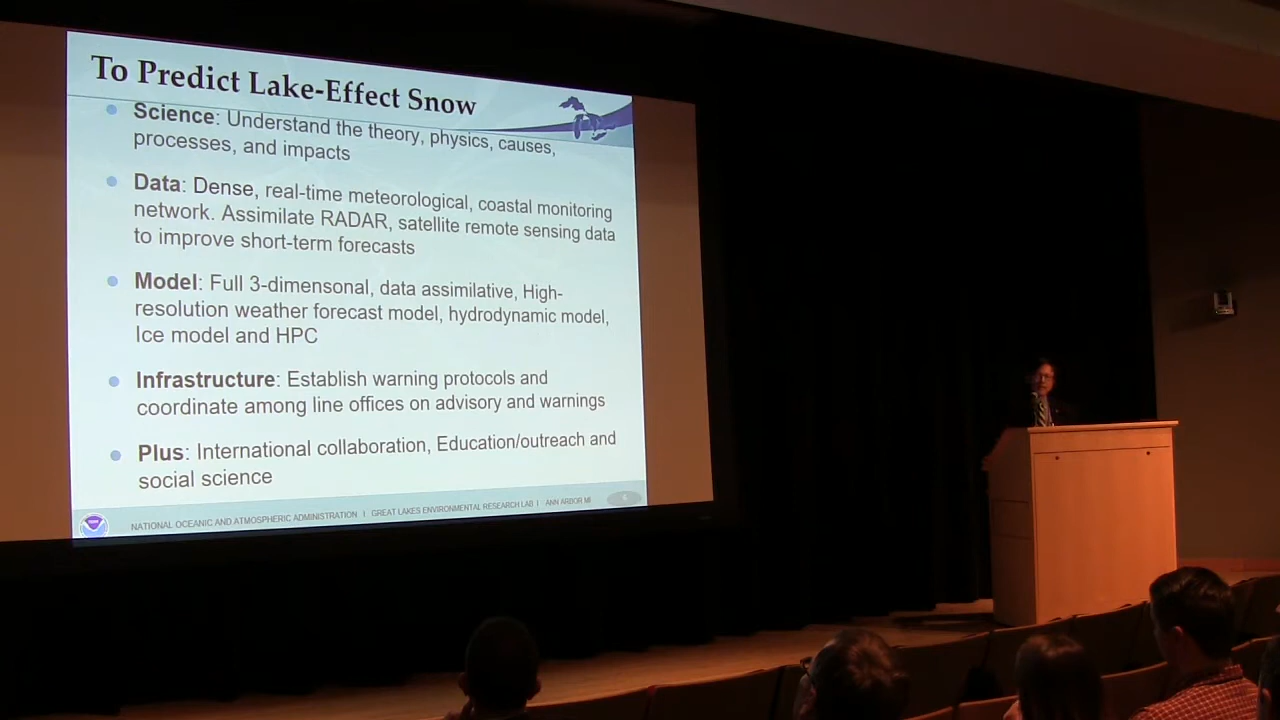 To Predict Lake-Effect Snow
Science: Understand the theory, physics, causes,
processes, and impacts
Data: Dense, real-time meteorological, coastal monitoring
network. Assimilate RADAR, satellite remote sensing data
to improve short-term forecasts
Model: Full 3-dimensonal, data assimilative, High-
resolution weather forecast model, hydrodynamic model,
Ice model and HPC
Infrastructure: Establish warning protocols and
coordinate among line offices on advisory and warnings
Plus: International collaboration, Education/outreach and
social science
NATIONAL OCEANIC AND ATMOSPHERIC ADMINISTRATION I GREAT LAKES ENVIRONMENTAL RESEARCH LAB I ANN ARBOR MI